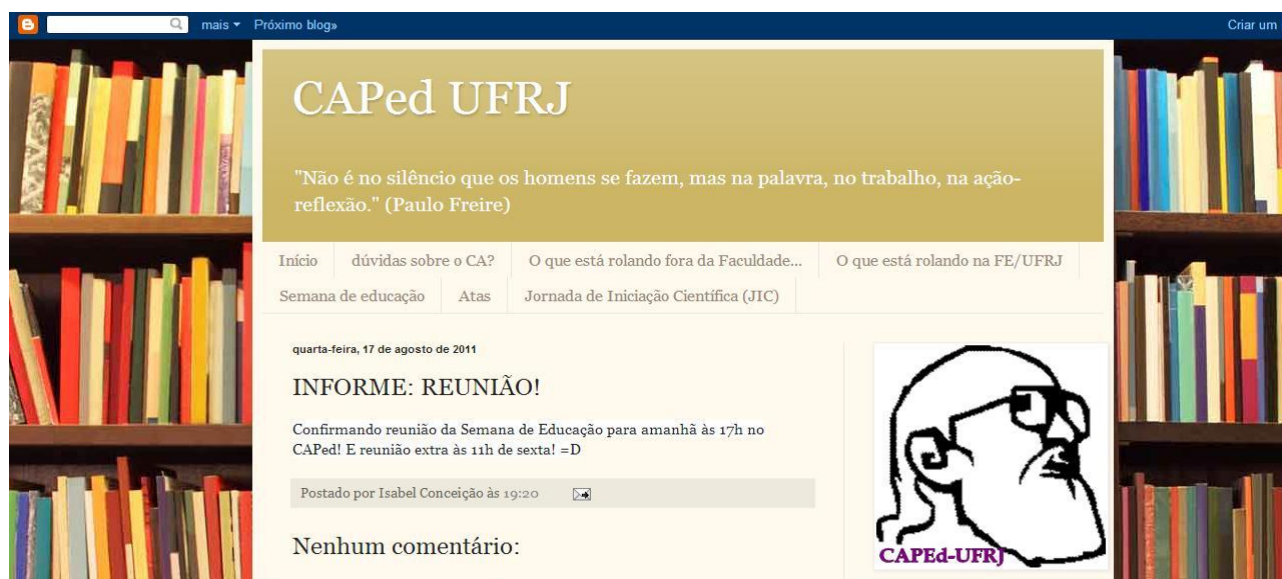 mais Próximo blog» Criar um
CAPed UFRJ
"Não é no silêncio que os homens se fazem, mas na palavra, no trabalho, na ação-
reflexão." (Paulo Freire)
Início dúvidas sobre o CA? O que está rolando fora da Faculdade... O que está rolando na FE/UFRJ
Semana de educação Atas Jornada de Iniciação Científica (JIC)
quarta-feira, 17 de agosto de 2011
INFORME: REUNIÃO!
Confirmando reunião da Semana de Educação para amanhã às 17h no
CAPed! E reunião extra às 11h de sexta! =D
Postado por Isabel Conceição às 19:20
Nenhum comentário:
CAPEd-UFRJ